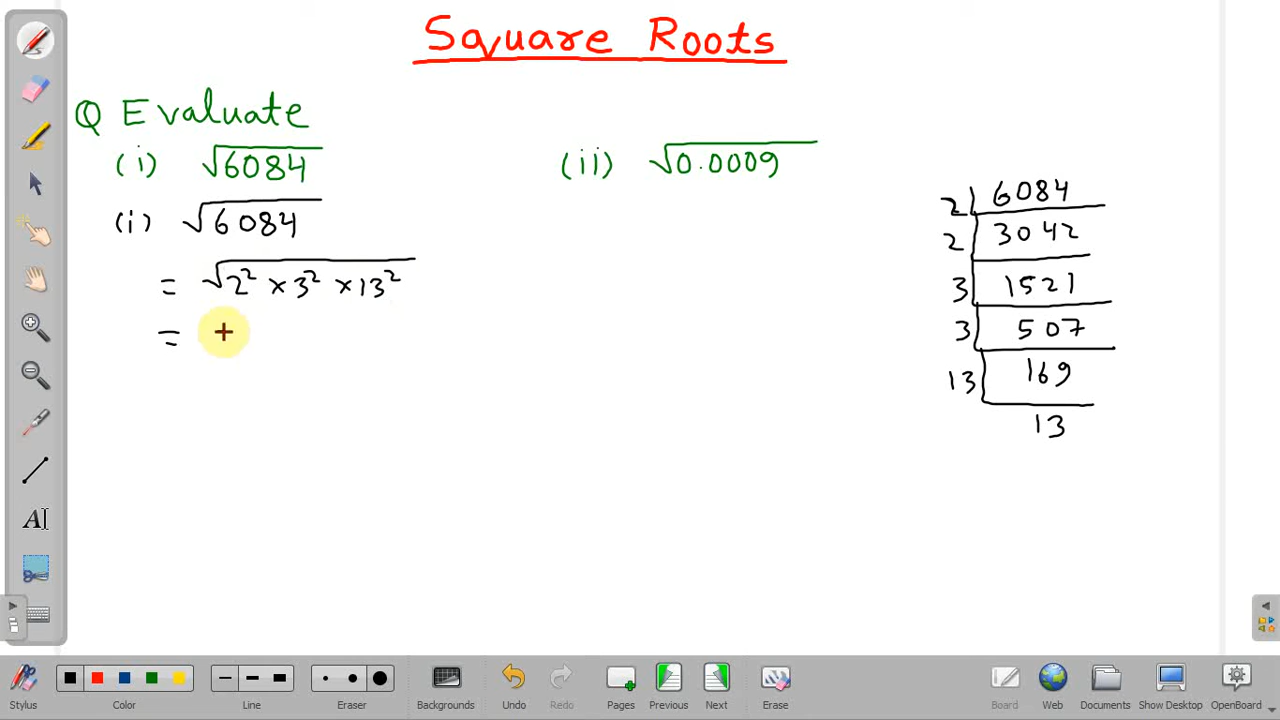 Square Roots
Q Evaluate
(i) √6084
(ii) √0.0009
(i) √6084
= √2² × 3² × 13²
=
2 | 6084
2 | 3042
3 | 1521
3 | 507
13 | 169
13
Stylus
Color
Line
Eraser
Backgrounds
Undo
Redo
Pages
Previous
Next
Erase
Board
Web
Documents
Show Desktop
OpenBoard